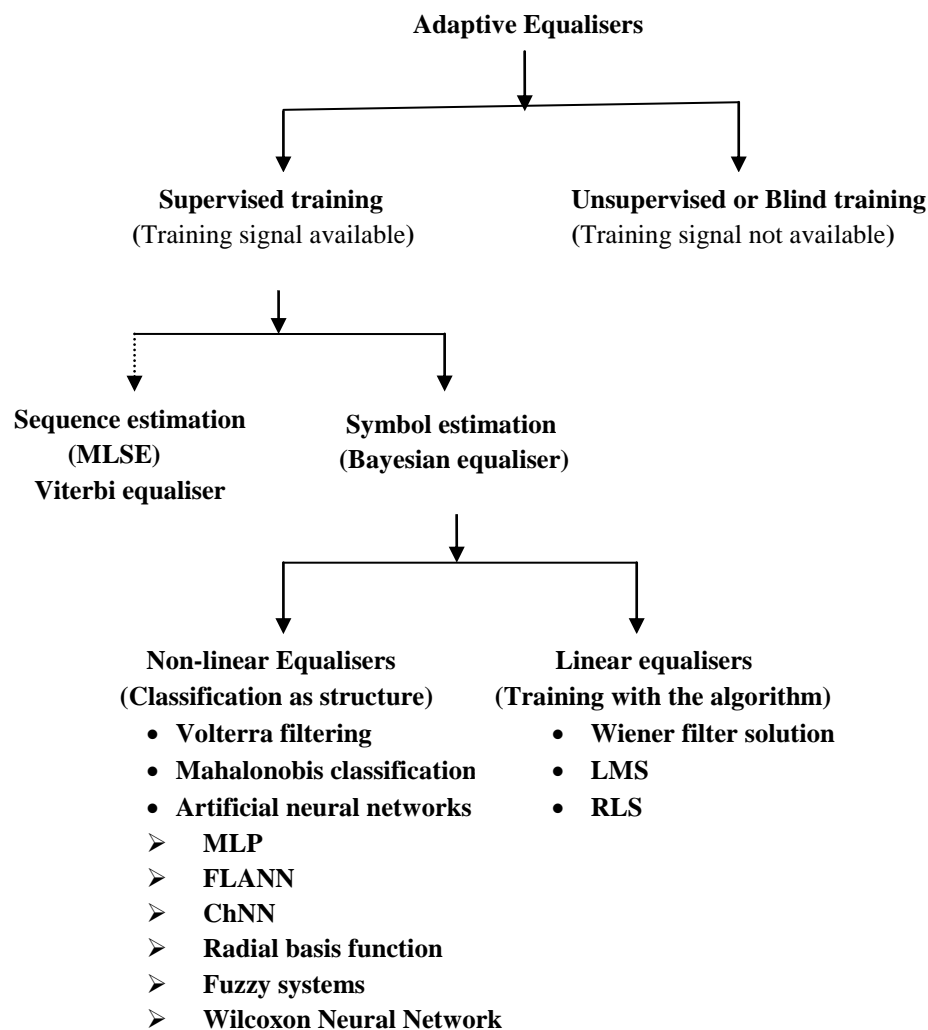 Adaptive Equalisers
Supervised training
(Training signal available)
Unsupervised or Blind training
(Training signal not available)
Sequence estimation
(MLSE)
Viterbi equaliser
Symbol estimation
(Bayesian equaliser)
Non-linear Equalisers
(Classification as structure)
• Volterra filtering
• Mahalonobis classification
• Artificial neural networks
➢ MLP
➢ FLANN
➢ ChNN
➢ Radial basis function
➢ Fuzzy systems
➢ Wilcoxon Neural Network
Linear equalisers
(Training with the algorithm)
• Wiener filter solution
• LMS
• RLS